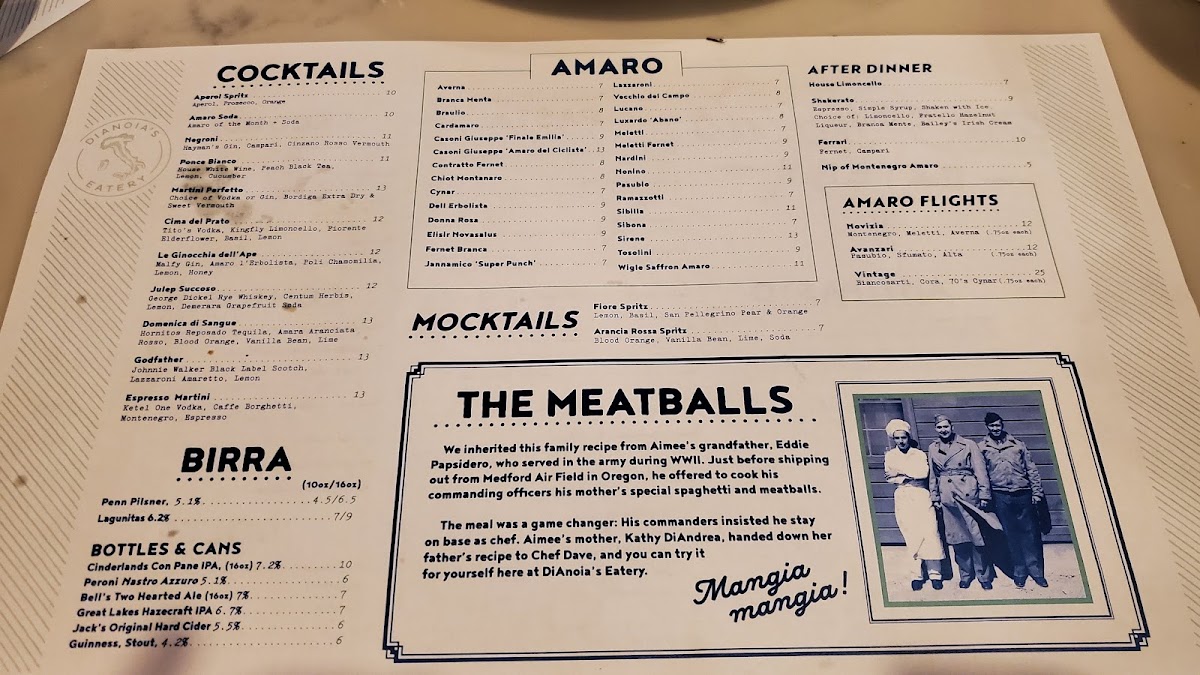 DIANOIA'S
EATERY
COCKTAILS
Aperol Spritz 10
Aperol, Prosecco, Orange
Amaro Soda 10
Amaro of the Month + Soda
Negroni 11
Hayman's Gin, Campari, Cinzano Rosso Vermouth
Ponce Bianco 11
House White Wine, Peach Black Tea,
Lemon, Cucumber
Martini Perfetto 13
Choice of Vodka or Gin, Bordiga Extra Dry &
Sweet Vermouth
Cima del Prato 12
Tito's Vodka, Kingfly Limoncello, Fiorente
Elderflower, Basil, Lemon
Le Ginocchia dell'Ape 12
Malfy Gin, Amaro l'Erbolista, Poli Chamomilla,
Lemon, Honey
Julep Succoso 12
George Dickel Rye Whiskey, Centum Herbis,
Lemon, Demerara Grapefruit Soda
Domenica di Sangue 13
Hornitos Reposado Tequila, Amara Aranciata
Rosso, Blood Orange, Vanilla Bean, Lime
Godfather 13
Johnnie Walker Black Label Scotch,
Lazzaroni Amaretto, Lemon
Espresso Martini 13
Ketel One Vodka, Caffe Borghetti,
Montenegro, Espresso
BIRRA
(10oz/16oz)
Penn Pilsner, 5.1% 4.5/6.5
Lagunitas 6.2% 7/9
BOTTLES & CANS
Cinderlands Con Pane IPA, (16oz) 7.2% 10
Peroni Nastro Azzuro 5.1% 6
Bell's Two Hearted Ale (16oz) 7% 7
Great Lakes Hazecraft IPA 6.7% 7
Jack's Original Hard Cider 5.5% 6
Guinness, Stout, 4.2% 6
AMARO
Averna 7
Branca Menta 7
Braulio 8
Cardamaro 7
Casoni Giuseppe 'Finale Emilia' 9
Casoni Giuseppe 'Amaro del Ciclista' 13
Contratto Fernet 8
Chiot Montanaro 8
Cynar 7
Dell Erbolista 9
Donna Rosa 9
Elisir Novasalus 9
Fernet Branca 7
Jannamico 'Super Punch' 7
Lazzaroni 7
Vecchio del Campo 8
Lucano 7
Luxardo 'Abano' 8
Meletti 7
Meletti Fernet 9
Nardini 9
Nonino 11
Pasubio 9
Ramazzotti 7
Sibilla 11
Sibona 7
Sirene 13
Tosolini 9
Wigle Saffron Amaro 11
MOCKTAILS
Fiore Spritz 7
Lemon, Basil, San Pellegrino Pear & Orange
Arancia Rossa Spritz 7
Blood Orange, Vanilla Bean, Lime, Soda
AFTER DINNER
House Limoncello 7
Shakerato 9
Espresso, Simple Syrup, Shaken with Ice
Choice of: Limoncello, Fratello Hazelnut
Liqueur, Branca Mente, Bailey's Irish Cream
Ferrari 10
Fernet, Campari
Nip of Montenegro Amaro 5
AMARO FLIGHTS
Novizia 12
Montenegro, Meletti, Averna (.75oz each)
Avanzari 12
Pasubio, Sfumato, Alta (.75oz each)
Vintage 25
Biancosarti, Cora, 70's Cynar (.75oz each)
THE MEATBALLS
We inherited this family recipe from Aimee's grandfather, Eddie
Papsidero, who served in the army during WWII. Just before shipping
out from Medford Air Field in Oregon, he offered to cook his
commanding officers his mother's special spaghetti and meatballs.
The meal was a game changer: His commanders insisted he stay
on base as chef. Aimee's mother, Kathy DiAndrea, handed down her
father's recipe to Chef Dave, and you can try it
for yourself here at DiAnoia's Eatery.
Mangia
mangia!